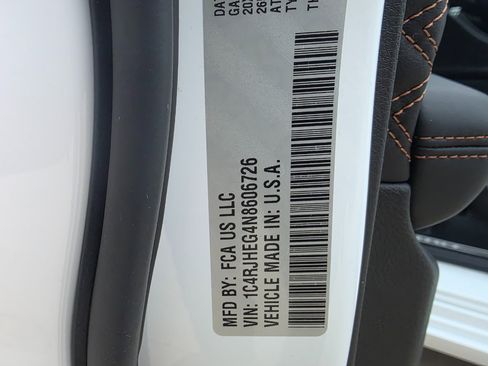 MFD BY: FCA US LLC
VIN: 1C4RJHEG4N8606726
VEHICLE MADE IN: U.S.A.